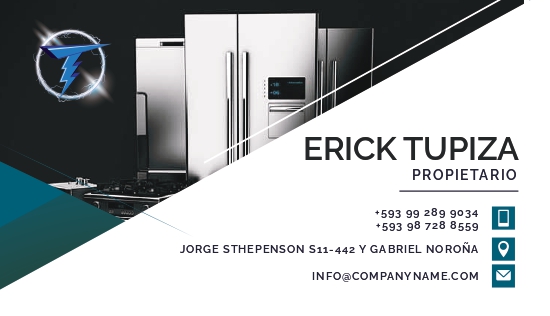 ERICK TUPIZA
PROPIETARIO
+593 99 289 9034
+593 98 728 8559
JORGE STHEPENSON S11-442 Y GABRIEL NOROÑA
INFO@COMPANYNAME.COM